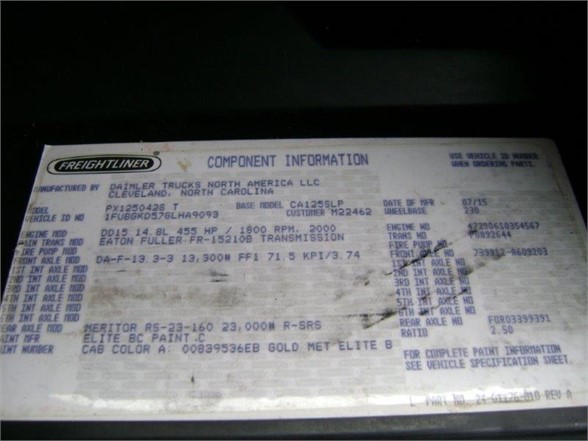 FREIGHTLINER
COMPONENT INFORMATION
USE VEHICLE ID NUMBER
WHEN ORDERING PARTS.
MANUFACTURED BY DAIMLER TRUCKS NORTH AMERICA LLC
CLEVELAND, NORTH CAROLINA
MODEL PX125042S T BASE MODEL CA125SLP DATE OF MFR 07/15
VEHICLE ID NO 1FUBGKD57GLHA9093 CUSTOMER M22462 WHEELBASE 230
ENGINE MOD DD15 14.8L 455 HP / 1800 RPM, 2000 ENGINE NO
MAIN TRANS MOD EATON FULLER FR-15210B TRANSMISSION TRANS NO
FIRE PUMP MOD FIRE PUMP NO
FRONT AXLE MOD DA-F-13.3-3 13,300# FF1 71.5 KPI/3.74 FRONT AXLE NO
1ST INT AXLE MOD 1ST INT AXLE NO
2ND INT AXLE MOD 2ND INT AXLE NO
3RD INT AXLE MOD 3RD INT AXLE NO
4TH INT AXLE MOD 4TH INT AXLE NO
5TH INT AXLE MOD 5TH INT AXLE NO
6TH INT AXLE MOD 6TH INT AXLE NO
REAR AXLE MOD MERITOR RS-23-160 23,000# R-SRS REAR AXLE NO
PAINT MFR ELITE BC PAINT.C RATIO 2.50
PAINT NUMBER CAB COLOR A: 00839536EB GOLD MET ELITE B
FOR COMPLETE PAINT INFORMATION
SEE VEHICLE SPECIFICATION SHEET.
PART NO. REV A